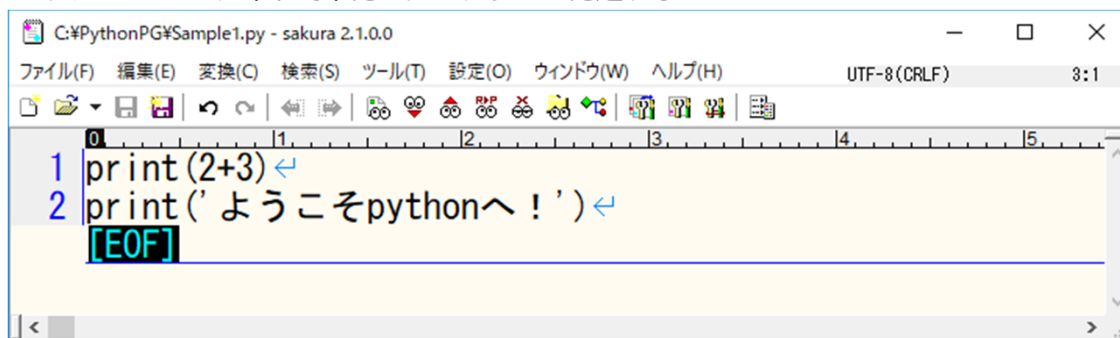 C:¥PythonPG¥Sample1.py - sakura 2.1.0.0
ファイル(F) 編集(E) 変換(C) 検索(S) ツール(T) 設定(O) ウィンドウ(W) ヘルプ(H) UTF-8(CRLF) 3:1
0 1 2 3 4 5
1 print(2+3)↵
2 print('ようこそpythonへ！')↵
[EOF]